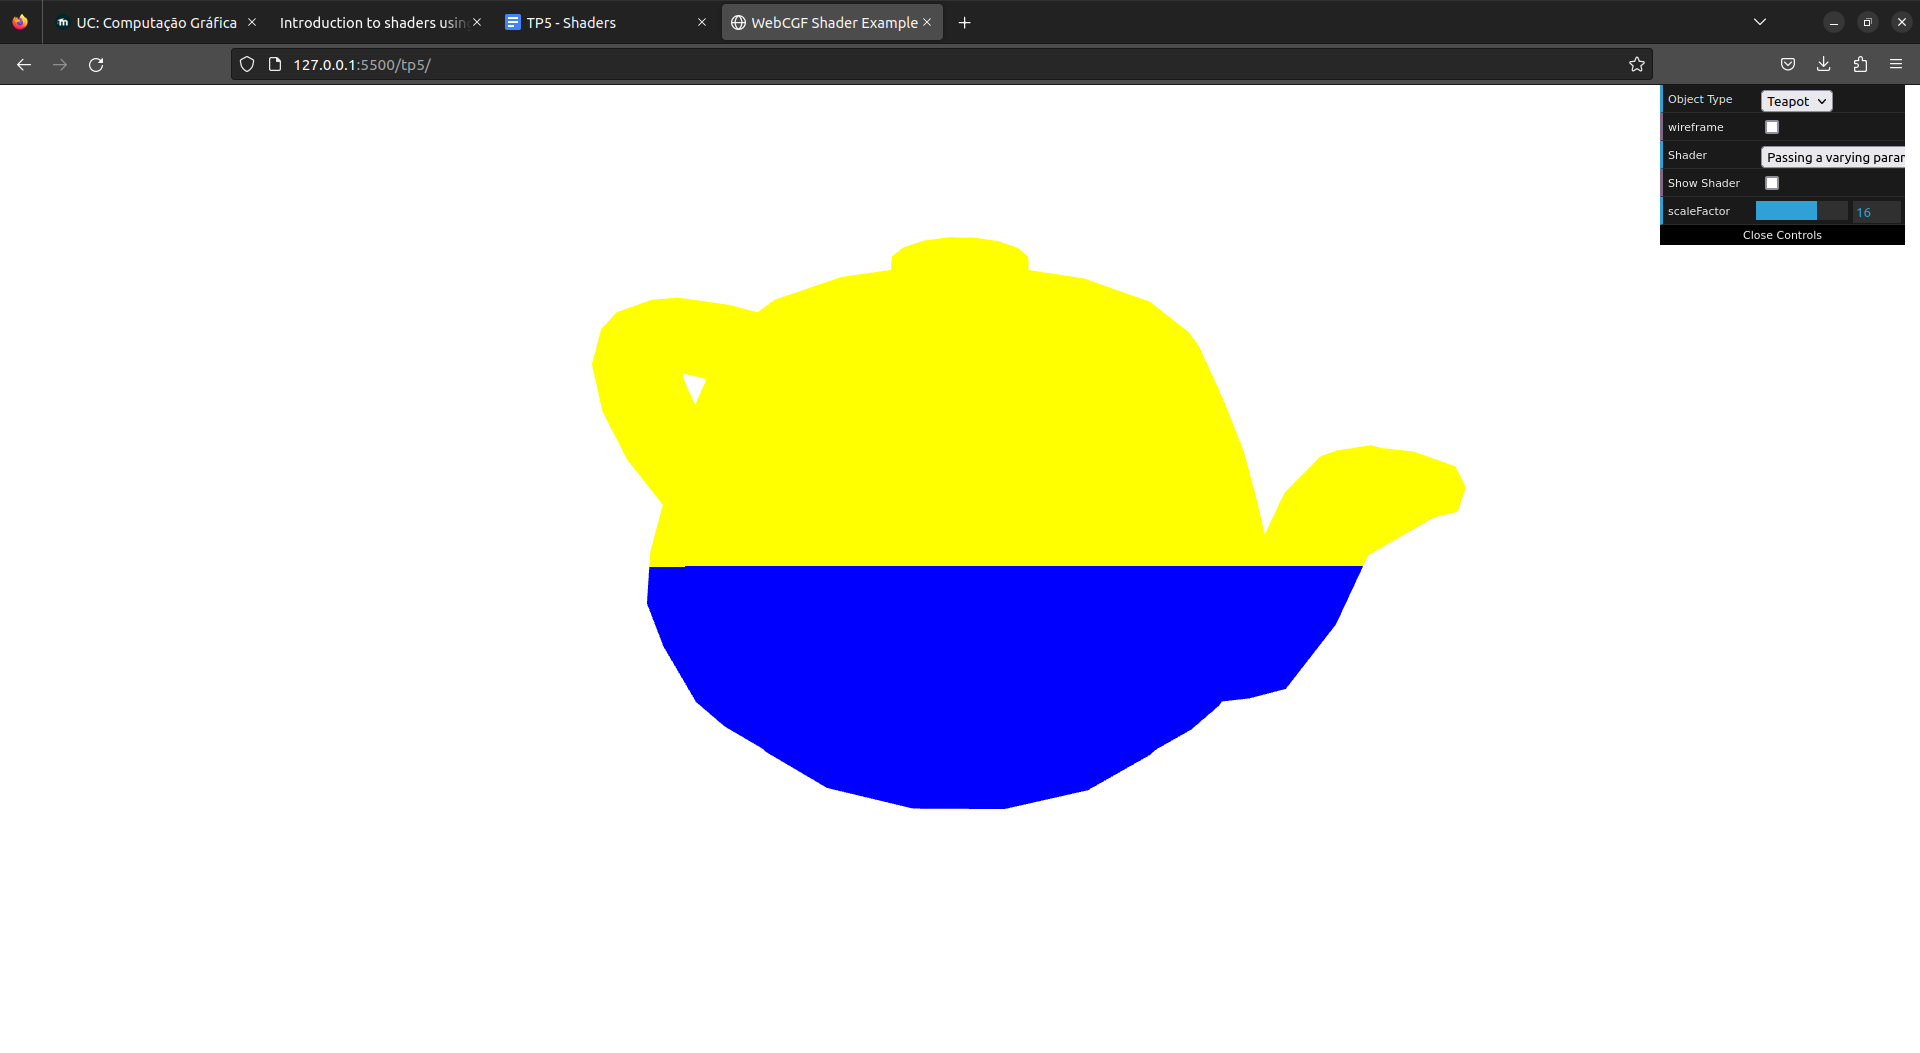 UC: Computação Gráfica
Introduction to shaders usin
TP5 - Shaders
WebCGF Shader Example
127.0.0.1:5500/tp5/
Object Type Teapot
wireframe
Shader Passing a varying parar
Show Shader
scaleFactor 16
Close Controls